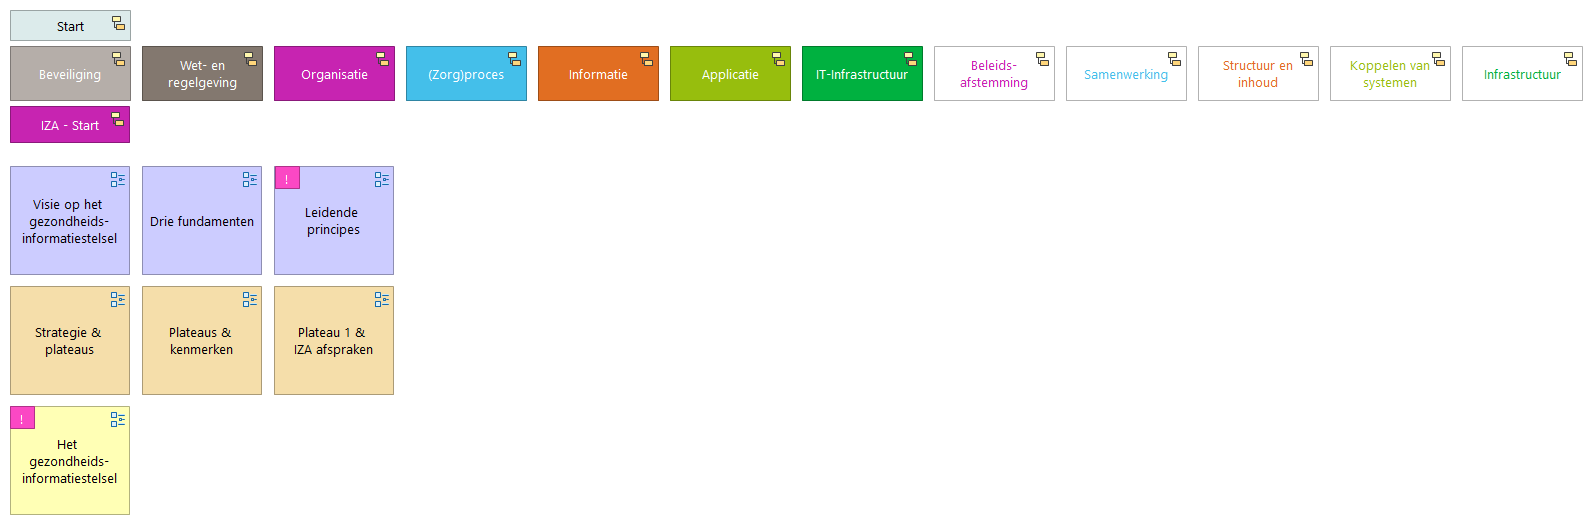 Start
Beveiliging
Wet- en
regelgeving
Organisatie
(Zorg)proces
Informatie
Applicatie
IT-Infrastructuur
Beleids-
afstemming
Samenwerking
Structuur en
inhoud
Koppelen van
systemen
Infrastructuur
IZA - Start
Visie op het
gezondheids-
informatiestelsel
Drie fundamenten
!
Leidende
principes
Strategie &
plateaus
Plateaus &
kenmerken
Plateau 1 &
IZA afspraken
!
Het
gezondheids-
informatiestelsel